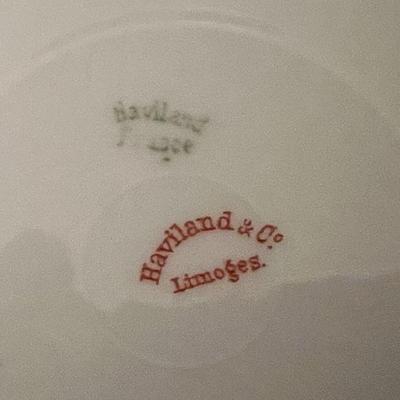 Haviland
France
Haviland & Co.
Limoges.